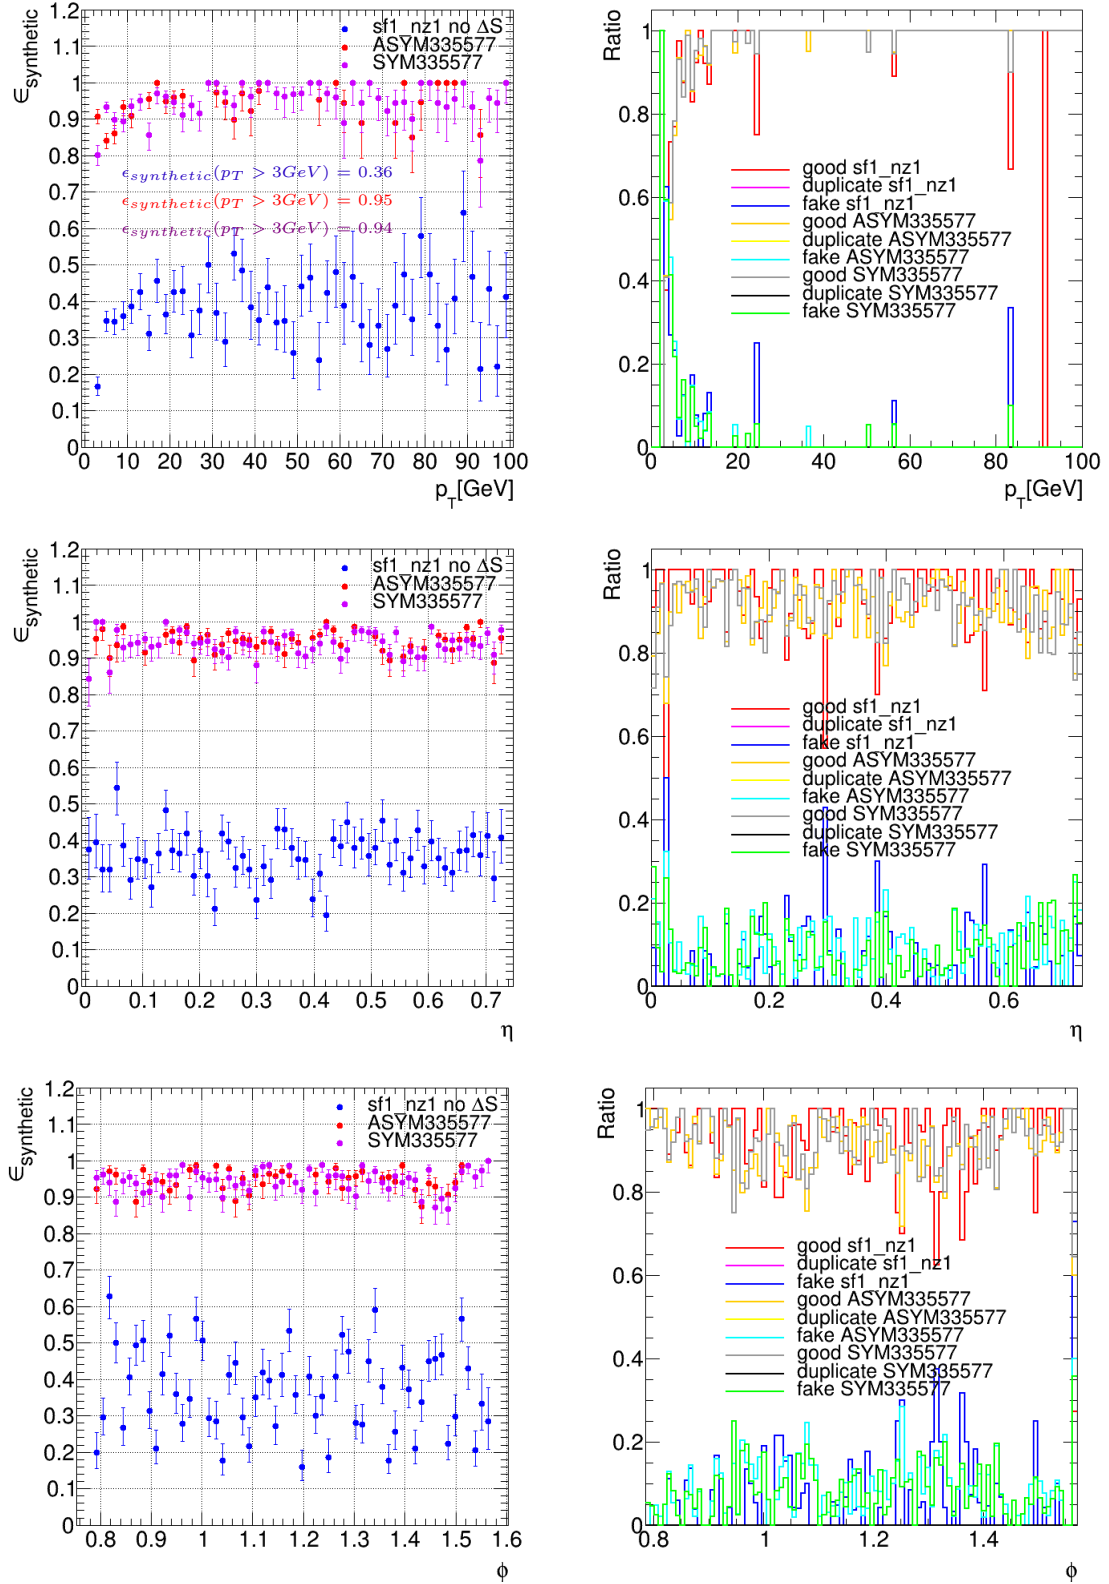 ∈synthetic
1.2
1.1
1
0.9
0.8
0.7
0.6
0.5
0.4
0.3
0.2
0.1
0
sf1_nz1 no ΔS
ASYM335577
SYM335577
ϵsynthetic(pT > 3GeV) = 0.36
ϵsynthetic(pT > 3GeV) = 0.95
ϵsynthetic(pT > 3GeV) = 0.94
0 10 20 30 40 50 60 70 80 90 100
pT[GeV]
Ratio
1
0.8
0.6
0.4
0.2
0
good sf1_nz1
duplicate sf1_nz1
fake sf1_nz1
good ASYM335577
duplicate ASYM335577
fake ASYM335577
good SYM335577
duplicate SYM335577
fake SYM335577
0 20 40 60 80 100
pT[GeV]
∈synthetic
1.2
1.1
1
0.9
0.8
0.7
0.6
0.5
0.4
0.3
0.2
0.1
0
sf1_nz1 no ΔS
ASYM335577
SYM335577
0 0.1 0.2 0.3 0.4 0.5 0.6 0.7
η
Ratio
1
0.8
0.6
0.4
0.2
0
good sf1_nz1
duplicate sf1_nz1
fake sf1_nz1
good ASYM335577
duplicate ASYM335577
fake ASYM335577
good SYM335577
duplicate SYM335577
fake SYM335577
0 0.2 0.4 0.6
η
∈synthetic
1.2
1.1
1
0.9
0.8
0.7
0.6
0.5
0.4
0.3
0.2
0.1
0
sf1_nz1 no ΔS
ASYM335577
SYM335577
0.8 0.9 1 1.1 1.2 1.3 1.4 1.5 1.6
ϕ
Ratio
1
0.8
0.6
0.4
0.2
0
good sf1_nz1
duplicate sf1_nz1
fake sf1_nz1
good ASYM335577
duplicate ASYM335577
fake ASYM335577
good SYM335577
duplicate SYM335577
fake SYM335577
0.8 1 1.2 1.4
ϕ